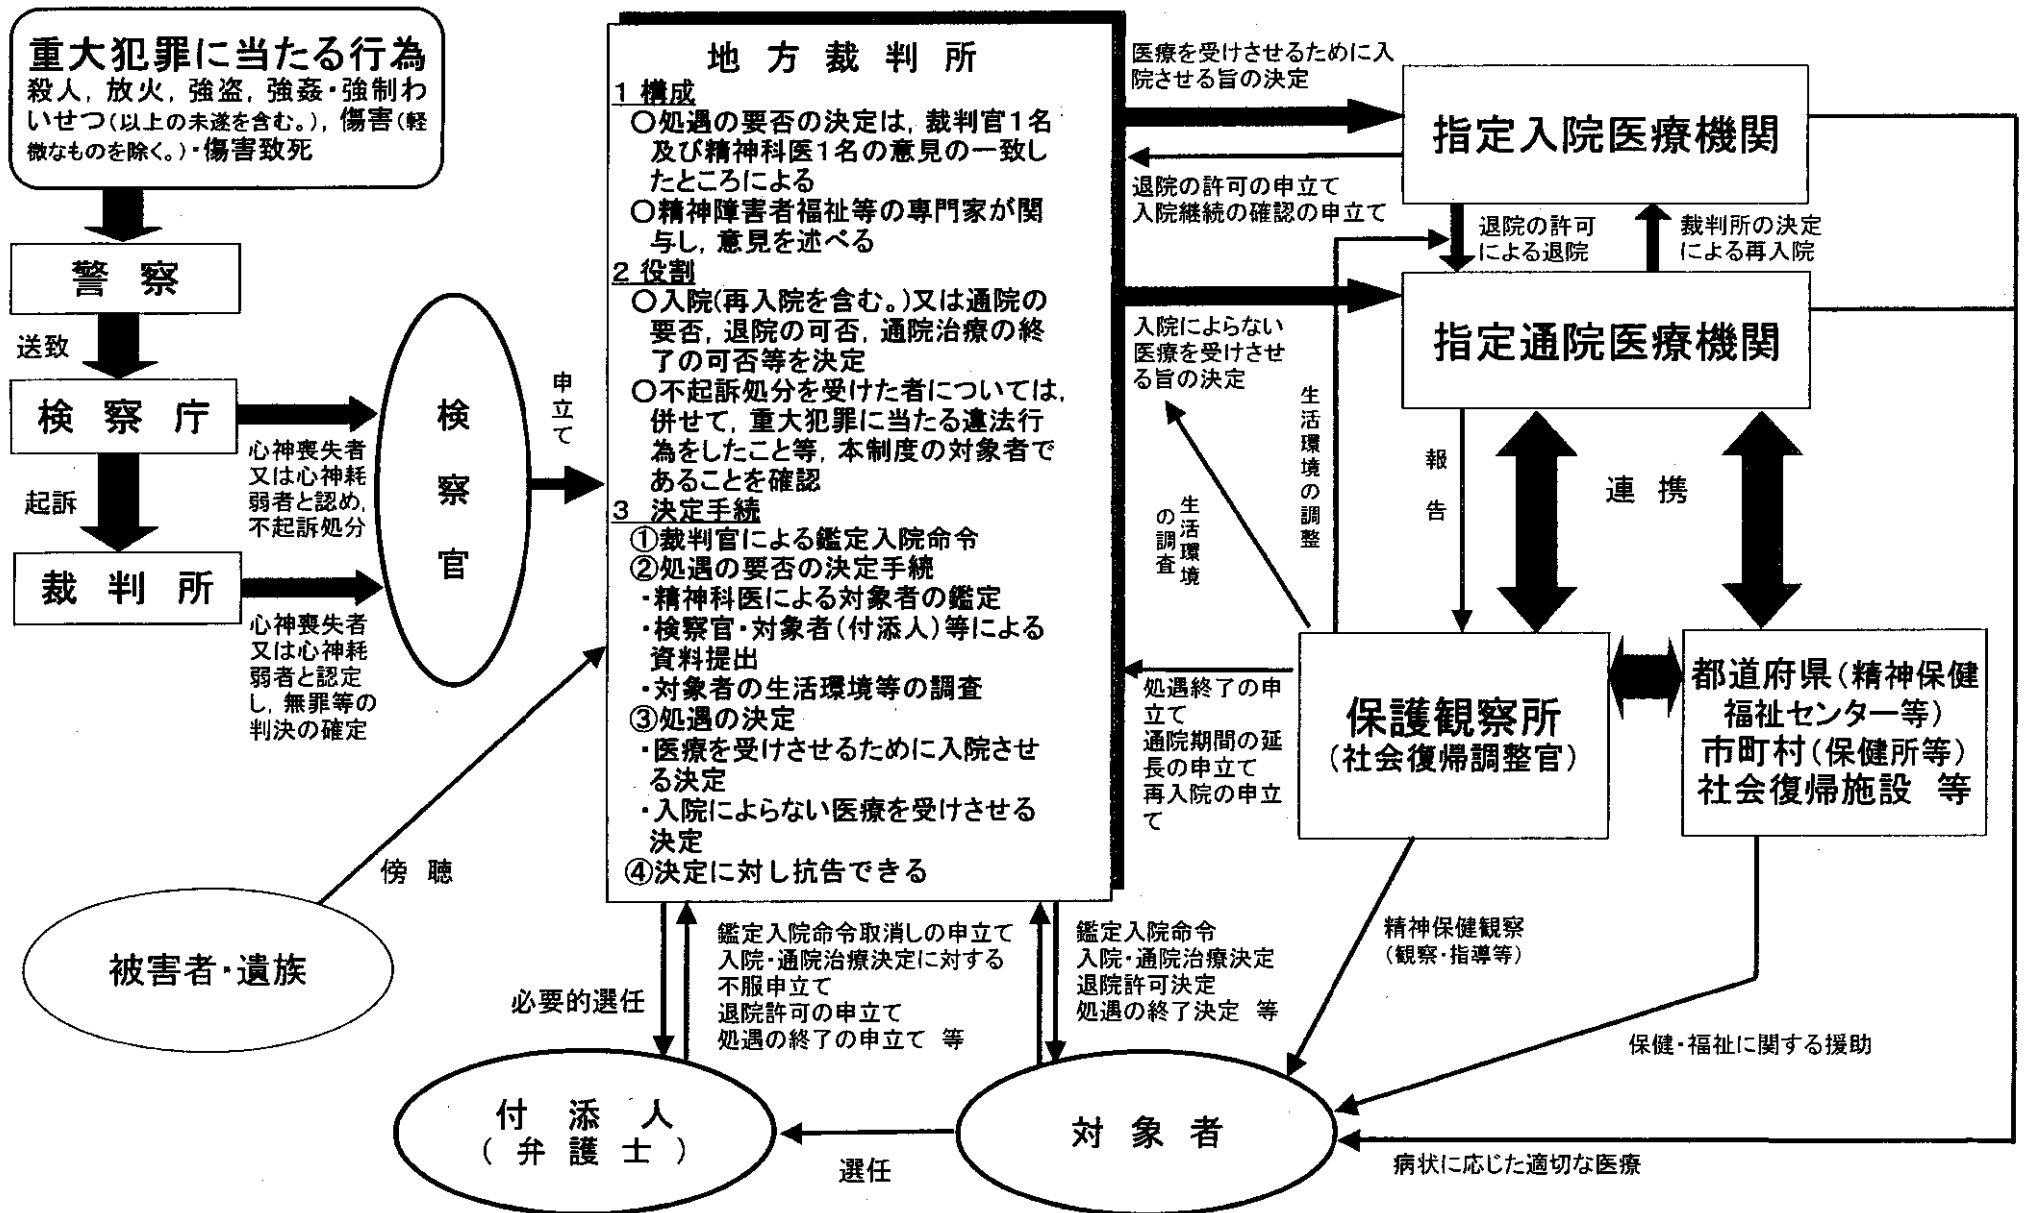 重大犯罪に当たる行為
殺人，放火，強盗，強姦・強制わ
いせつ（以上の未遂を含む。），傷害（軽
微なものを除く。）・傷害致死
警 察
送致
検 察 庁
起訴
裁 判 所
心神喪失者
又は心神耗
弱者と認め，
不起訴処分
心神喪失者
又は心神耗
弱者と認定
し，無罪等の
判決の確定
検
察
官
申立て
被害者・遺族
傍 聴
地 方 裁 判 所
1 構成
○処遇の要否の決定は，裁判官1名
及び精神科医1名の意見の一致し
たところによる
○精神障害者福祉等の専門家が関
与し，意見を述べる
2 役割
○入院（再入院を含む。）又は通院の
要否，退院の可否，通院治療の終
了の可否等を決定
○不起訴処分を受けた者については，
併せて，重大犯罪に当たる違法行
為をしたこと等，本制度の対象者で
あることを確認
3 決定手続
①裁判官による鑑定入院命令
②処遇の要否の決定手続
・精神科医による対象者の鑑定
・検察官・対象者（付添人）等による
資料提出
・対象者の生活環境等の調査
③処遇の決定
・医療を受けさせるために入院させ
る決定
・入院によらない医療を受けさせる
決定
④決定に対し抗告できる
医療を受けさせるために入
院させる旨の決定
指定入院医療機関
退院の許可の申立て
入院継続の確認の申立て
退院の許可
による退院
裁判所の決定
による再入院
入院によらない
医療を受けさせ
る旨の決定
指定通院医療機関
生活環境の調整
報 告
連 携
生活環境
の調査
処遇終了の申
立て
通院期間の延
長の申立て
再入院の申立
て
保護観察所
（社会復帰調整官）
都道府県（精神保健
福祉センター等）
市町村（保健所等）
社会復帰施設 等
必要的選任
鑑定入院命令取消しの申立て
入院・通院治療決定に対する
不服申立て
退院許可の申立て
処遇の終了の申立て 等
鑑定入院命令
入院・通院治療決定
退院許可決定
処遇の終了決定 等
精神保健観察
（観察・指導等）
保健・福祉に関する援助
付 添 人
（ 弁 護 士 ）
選任
対 象 者
病状に応じた適切な医療